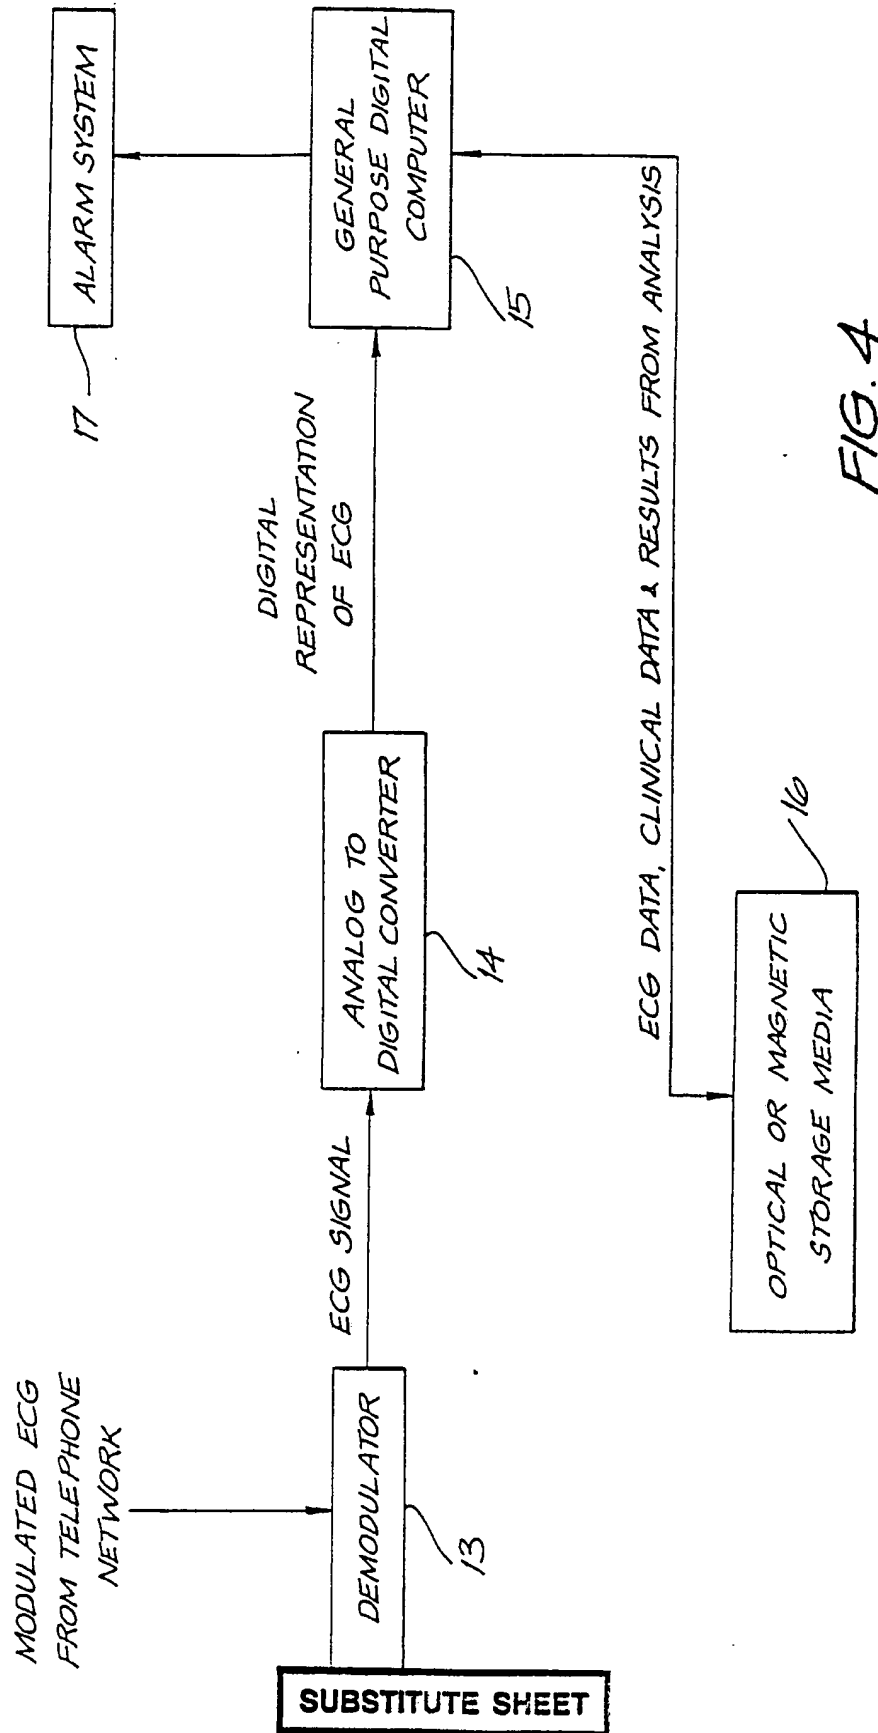 MODULATED ECG
FROM TELEPHONE
NETWORK
DEMODULATOR
13
ECG SIGNAL
ANALOG TO
DIGITAL CONVERTER
14
DIGITAL
REPRESENTATION
OF ECG
GENERAL
PURPOSE DIGITAL
COMPUTER
15
ALARM SYSTEM
17
ECG DATA, CLINICAL DATA & RESULTS FROM ANALYSIS
OPTICAL OR MAGNETIC
STORAGE MEDIA
16
FIG. 4
SUBSTITUTE SHEET